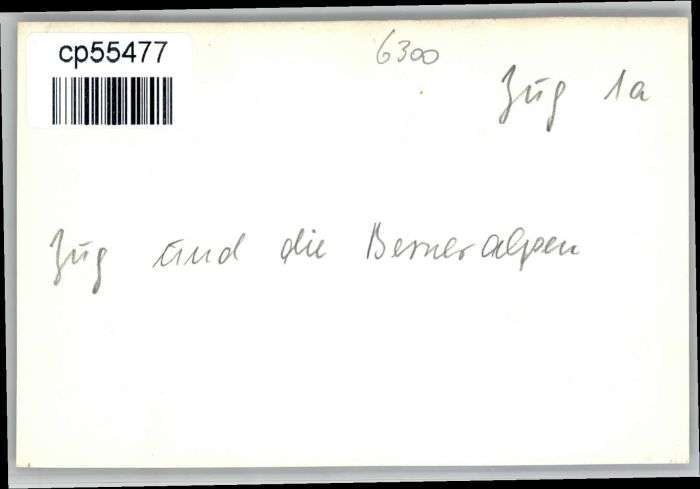 cp55477
6300
Zug 1a
Zug und die Berneralpen